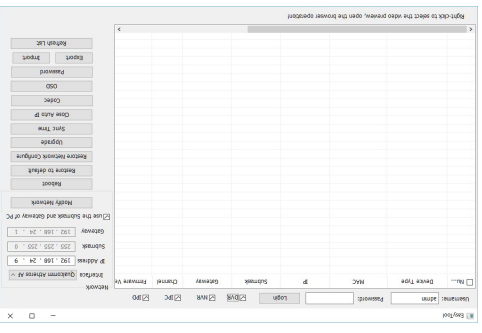 EasyTool
Username: admin Password: Login DVR NVR IPC IPD
Nu... Device Type MAC IP Submask Gateway Channel Firmware Ve
Network
Interface Qualcomm Atheros AF
IP Address 192 . 168 . 24 . 9
Submask 255 . 255 . 255 . 0
Gateway 192 . 168 . 24 . 1
use the Submask and Gateway of PC
Modify Network
Reboot
Restore to default
Restore Network Configure
Upgrade
Sync Time
Close Auto IP
Codec
OSD
Password
Export Import
Refresh List
Right-click to select the video preview, open the browser operation!